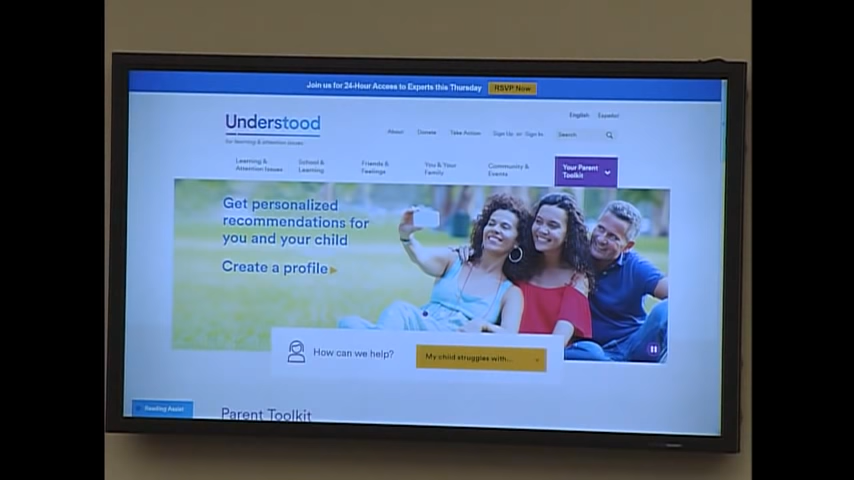 Join us for 24-Hour Access to Experts this Thursday RSVP Now
English Español
Understood
for learning & attention issues
About Donate Take Action Sign Up or Sign In Search
Learning & Attention Issues
School & Learning
Friends & Feelings
You & Your Family
Community & Events
Your Parent Toolkit
Get personalized
recommendations for
you and your child
Create a profile
How can we help? My child struggles with...
Reading Assist
Parent Toolkit